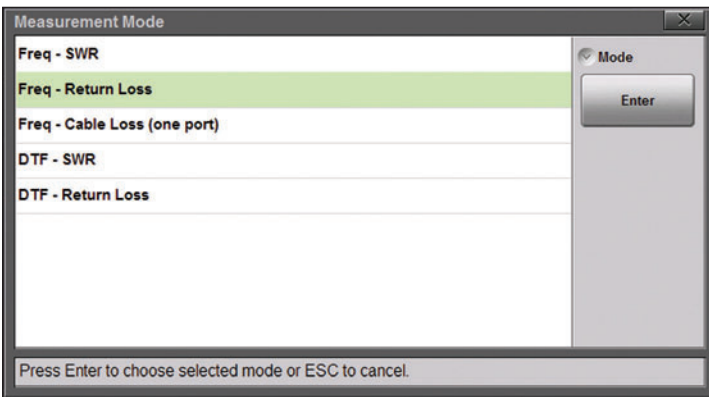 Measurement Mode
Freq - SWR
Mode
Freq - Return Loss
Enter
Freq - Cable Loss (one port)
DTF - SWR
DTF - Return Loss
Press Enter to choose selected mode or ESC to cancel.